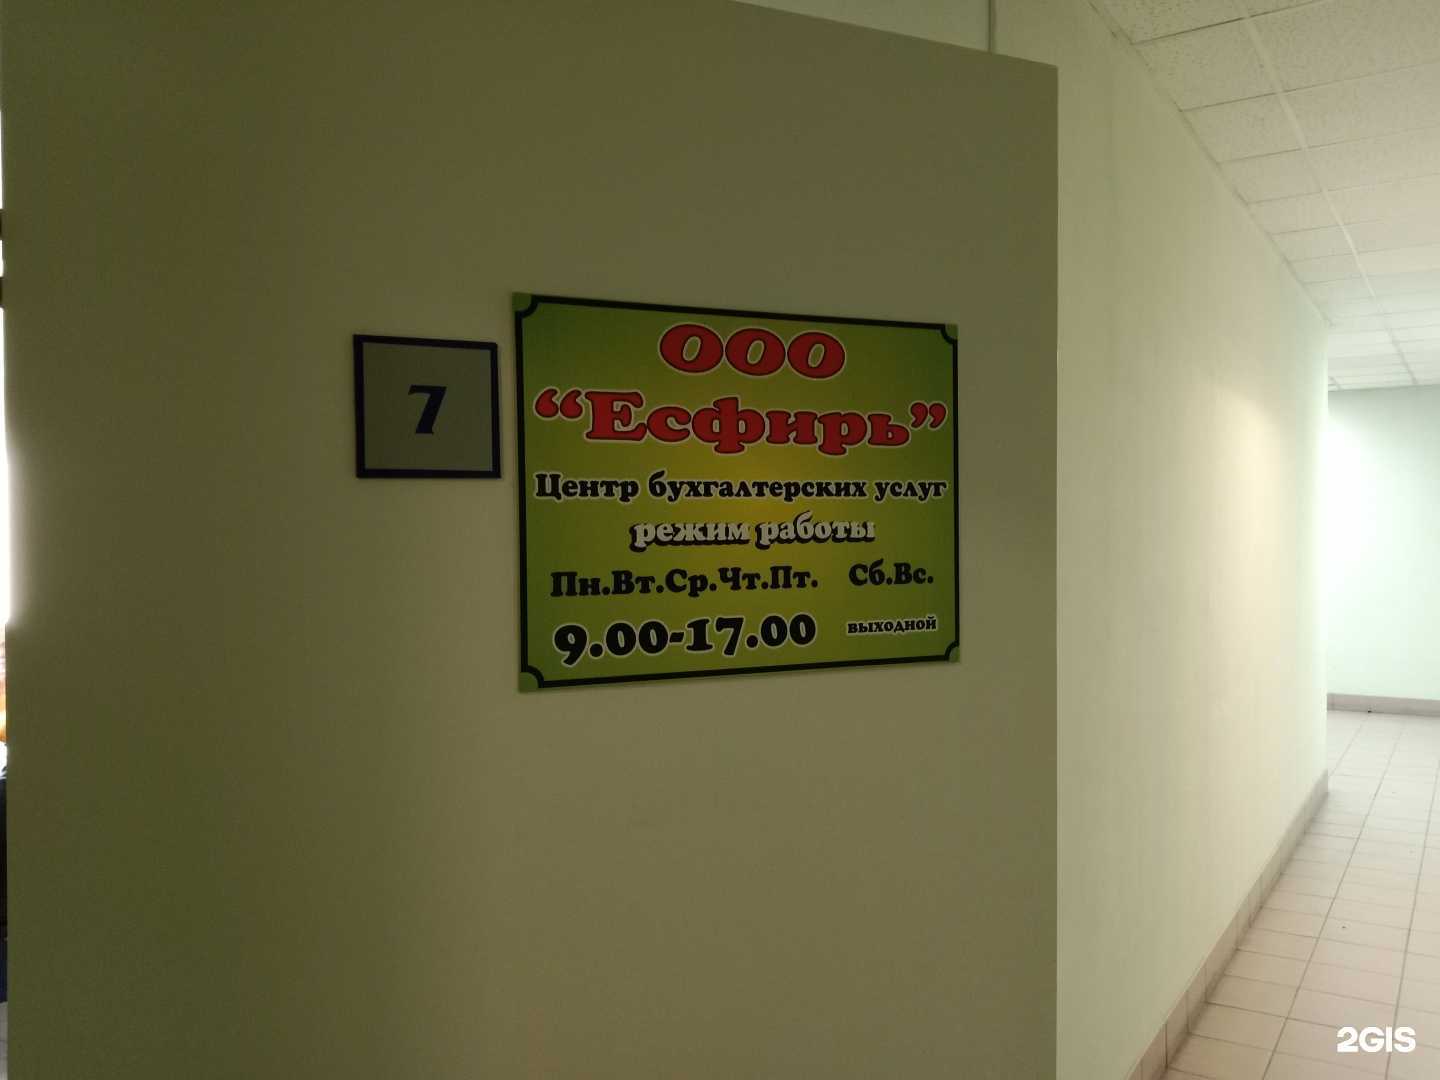 7
ООО
“Есфирь”
Центр бухгалтерских услуг
режим работы
Пн.Вт.Ср.Чт.Пт. Сб.Вс.
9.00-17.00 выходной
2GIS